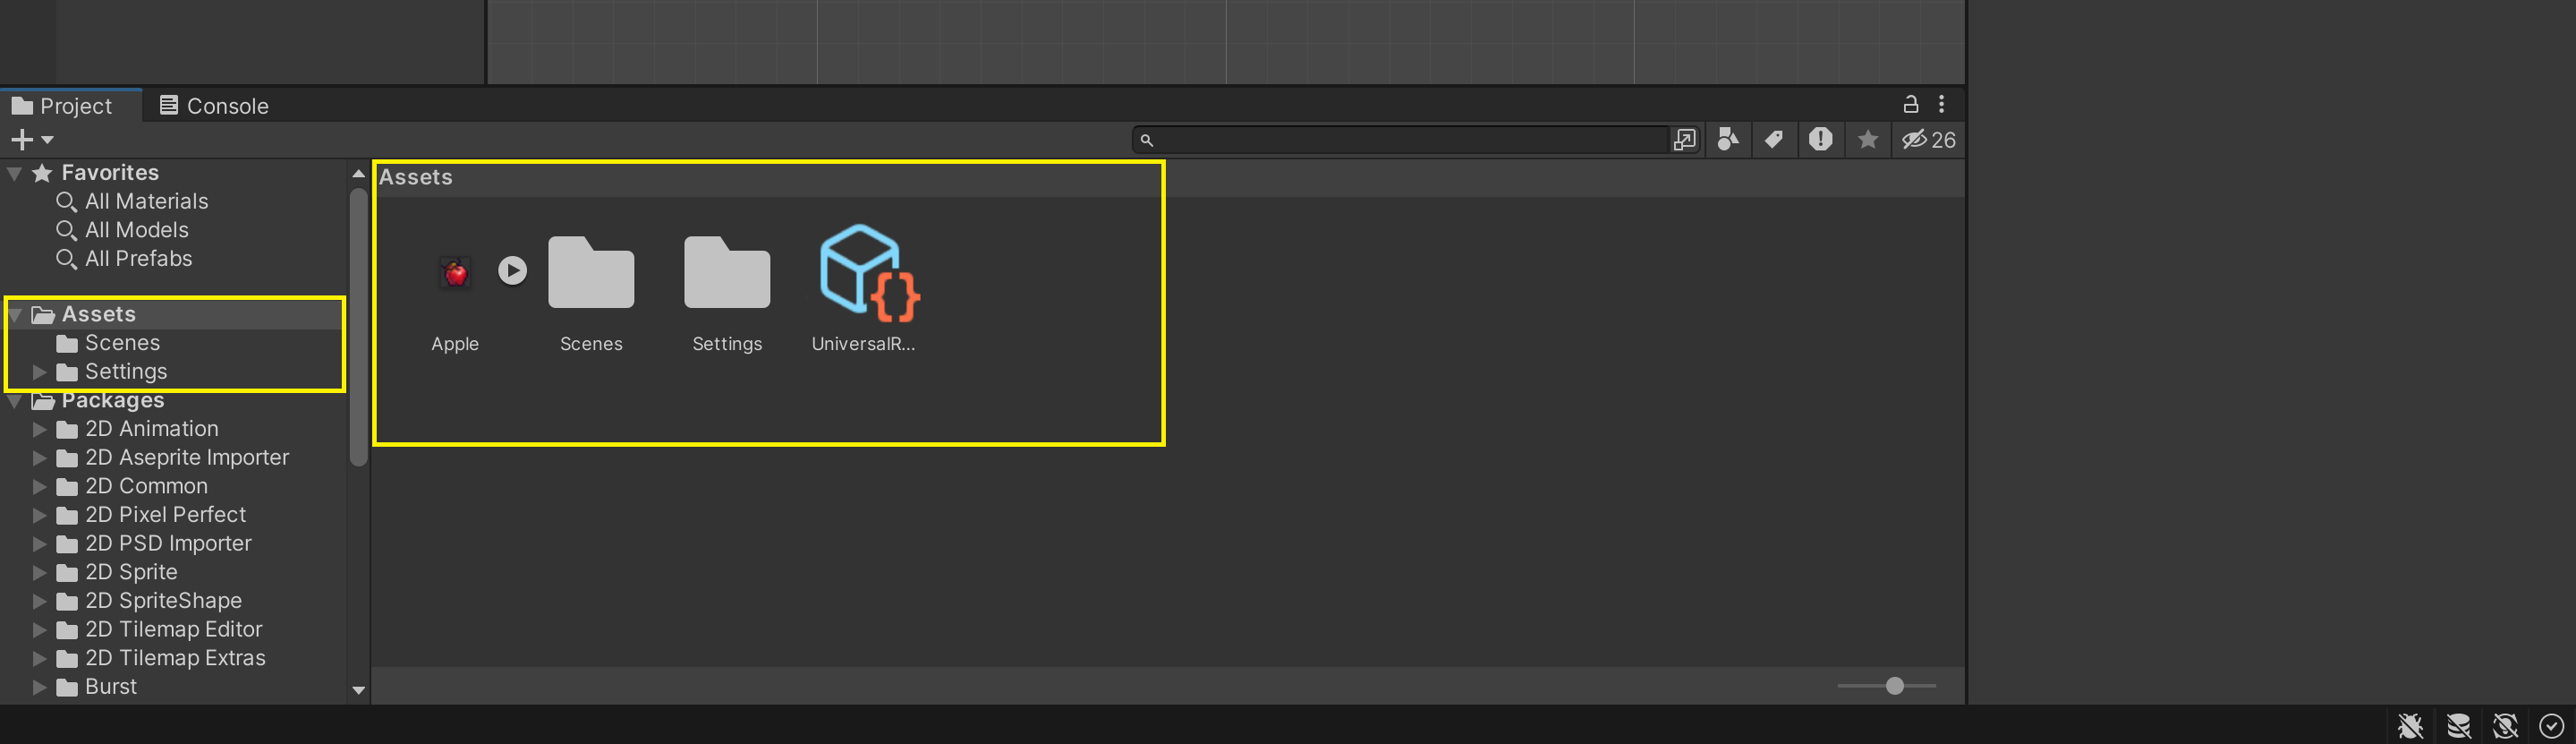 Project
Console
26
Favorites
All Materials
All Models
All Prefabs
Assets
Scenes
Settings
Packages
2D Animation
2D Aseprite Importer
2D Common
2D Pixel Perfect
2D PSD Importer
2D Sprite
2D SpriteShape
2D Tilemap Editor
2D Tilemap Extras
Burst
Assets
Apple
Scenes
Settings
UniversalR...